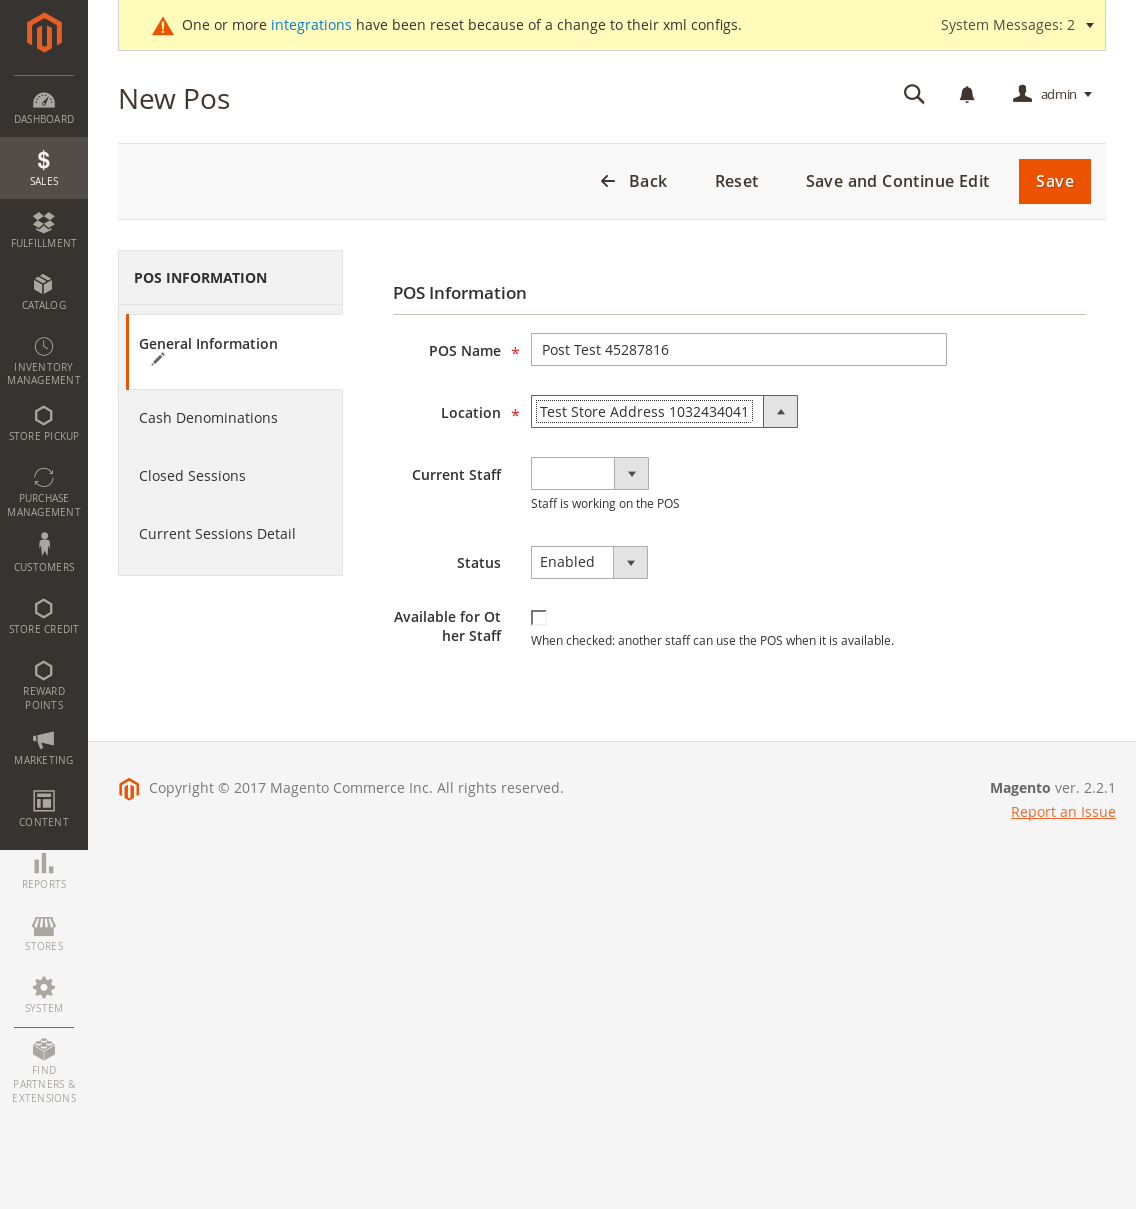 One or more integrations have been reset because of a change to their xml configs.
System Messages: 2
New Pos
admin
Back
Reset
Save and Continue Edit
Save
DASHBOARD
SALES
FULFILLMENT
CATALOG
INVENTORY
MANAGEMENT
STORE PICKUP
PURCHASE
MANAGEMENT
CUSTOMERS
STORE CREDIT
REWARD
POINTS
MARKETING
CONTENT
REPORTS
STORES
SYSTEM
FIND
PARTNERS &
EXTENSIONS
POS INFORMATION
General Information
Cash Denominations
Closed Sessions
Current Sessions Detail
POS Information
POS Name * Post Test 45287816
Location * Test Store Address 1032434041
Current Staff
Staff is working on the POS
Status Enabled
Available for Ot
her Staff
When checked: another staff can use the POS when it is available.
Copyright © 2017 Magento Commerce Inc. All rights reserved.
Magento ver. 2.2.1
Report an Issue